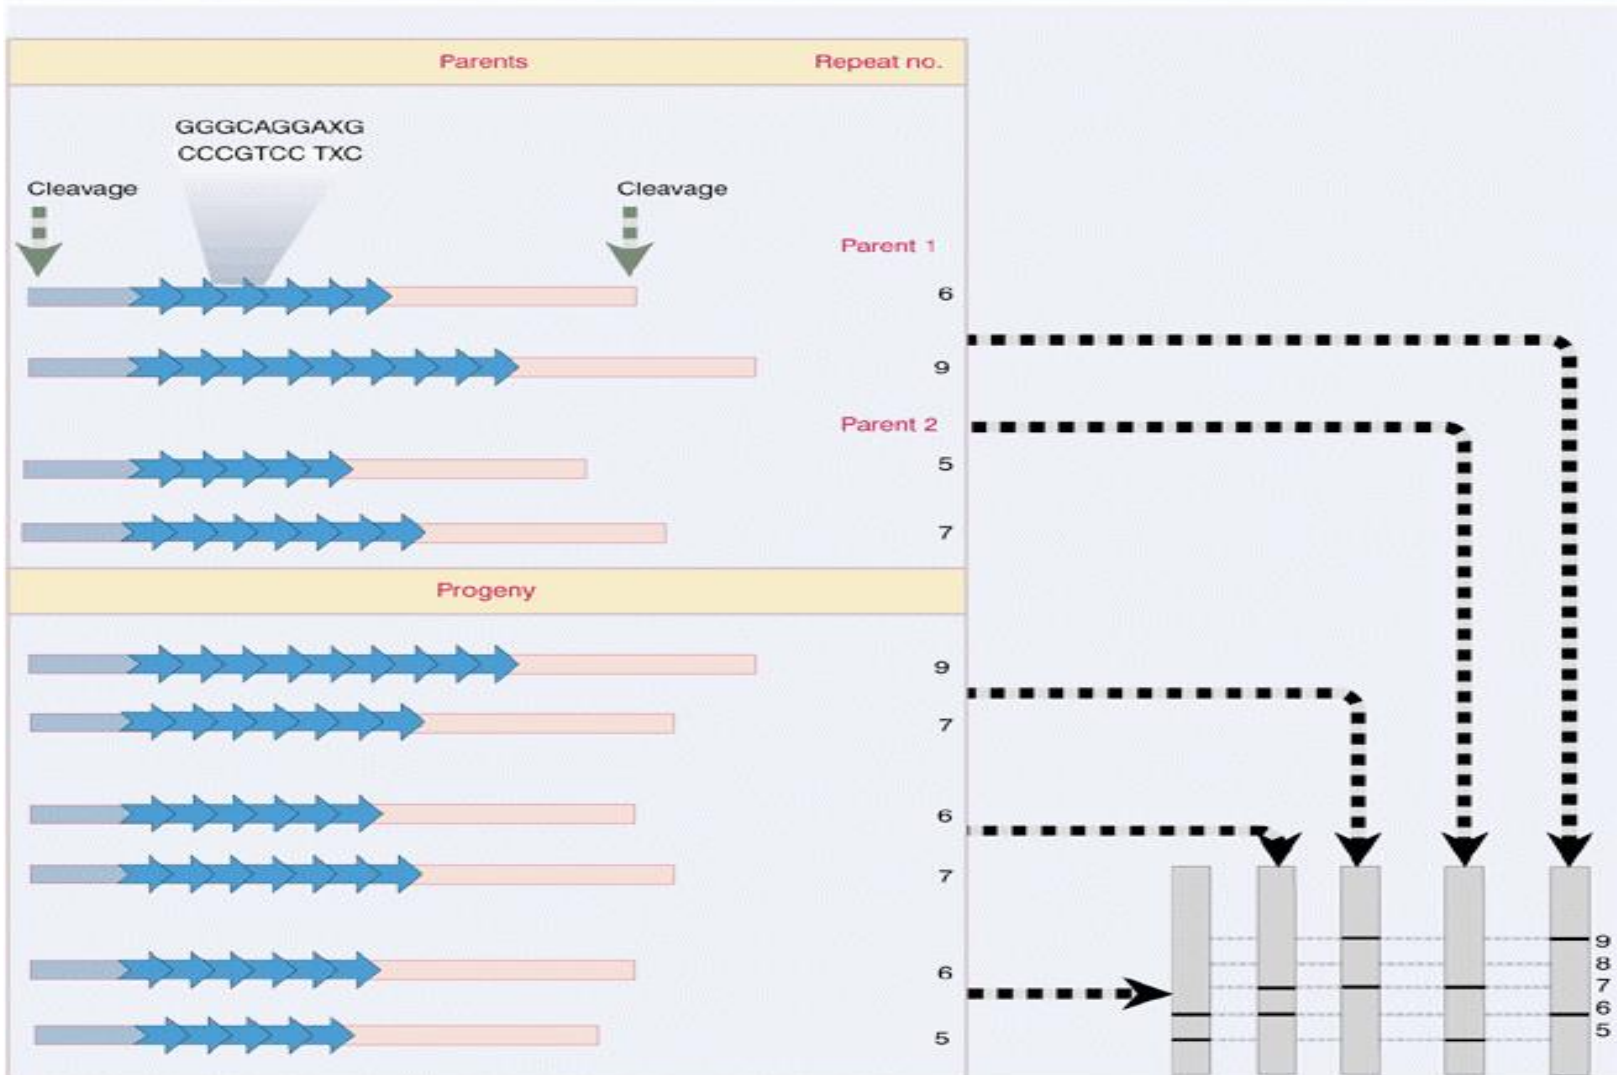 Parents Repeat no.
GGGCAGGAXG
CCCGTCC TXC
Cleavage Cleavage
Parent 1
6
9
Parent 2
5
7
Progeny
9
7
6
7
6
5
9
8
7
6
5